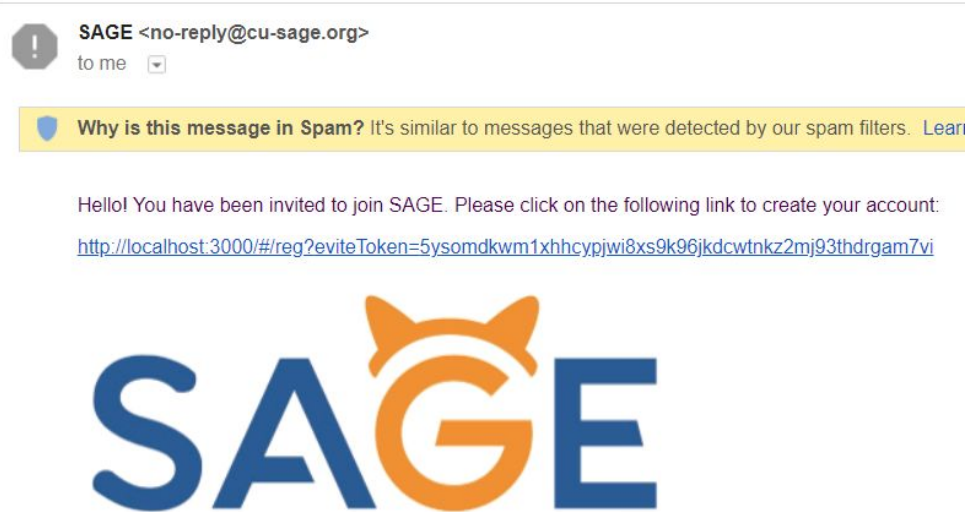 SAGE <no-reply@cu-sage.org>
to me
Why is this message in Spam? It's similar to messages that were detected by our spam filters. Learn
Hello! You have been invited to join SAGE. Please click on the following link to create your account:
http://localhost:3000/#/reg?eviteToken=5ysomdkwm1xhhcypjwi8xs9k96jkdcwtnkz2mj93thdrgam7vi
SAGE